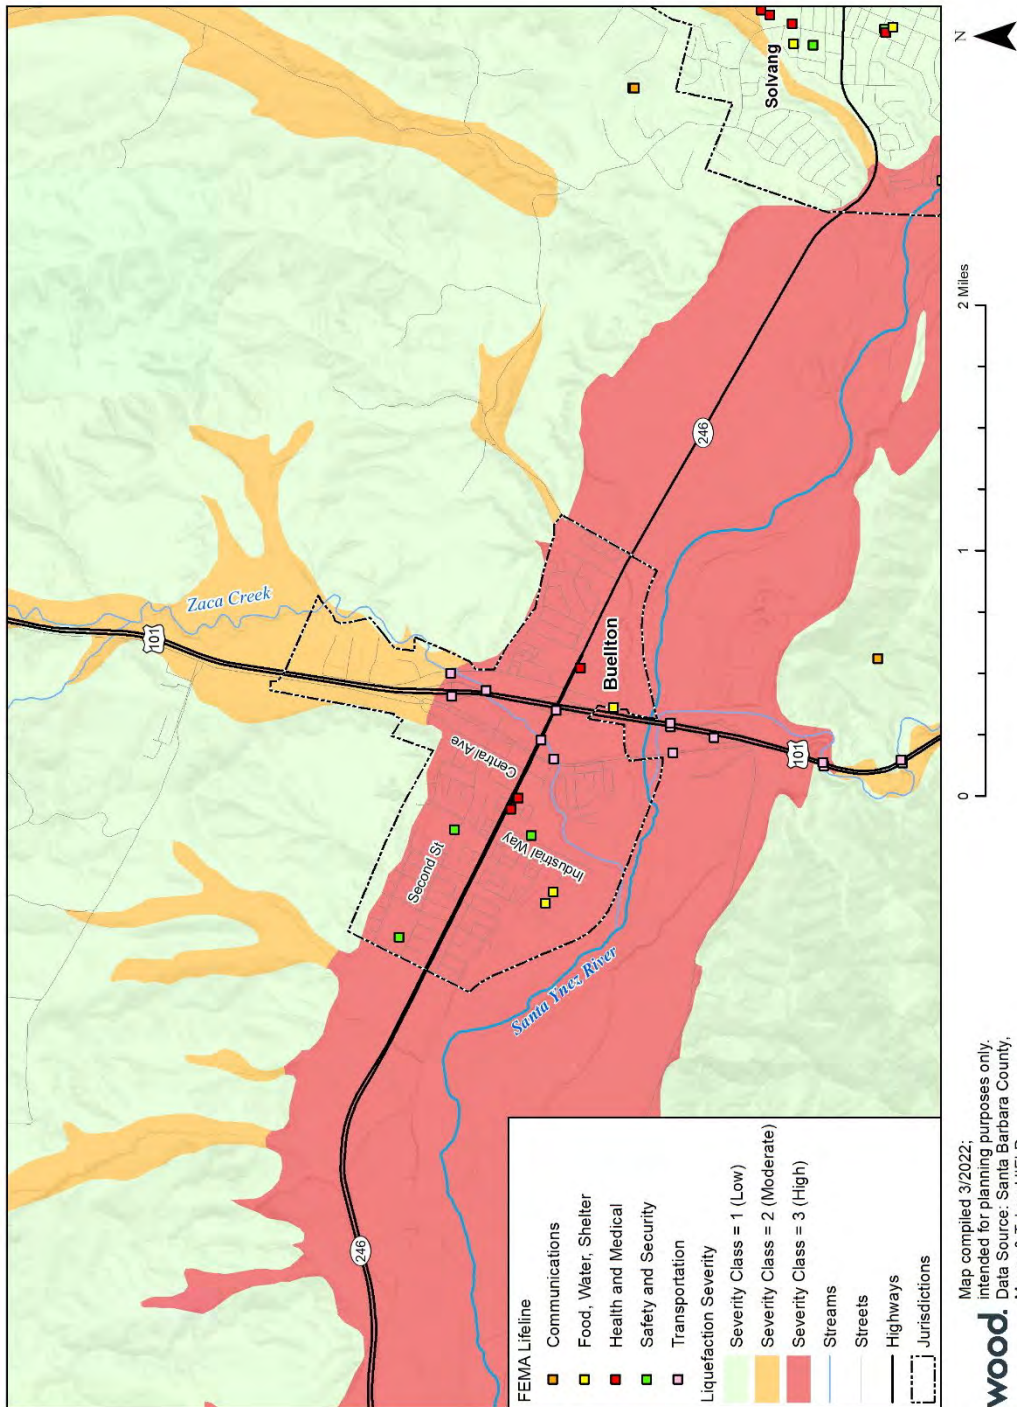 Zaca Creek
101
Solvang
N
Central Ave
Second St
Industrial Way
Buellton
246
101
Santa Ynez River
246
FEMA Lifeline
Communications
Food, Water, Shelter
Health and Medical
Safety and Security
Transportation
Liquefaction Severity
Severity Class = 1 (Low)
Severity Class = 2 (Moderate)
Severity Class = 3 (High)
Streams
Streets
Highways
Jurisdictions
0 1 2 Miles
wood.
Map compiled 3/2022;
intended for planning purposes only.
Data Source: Santa Barbara County,